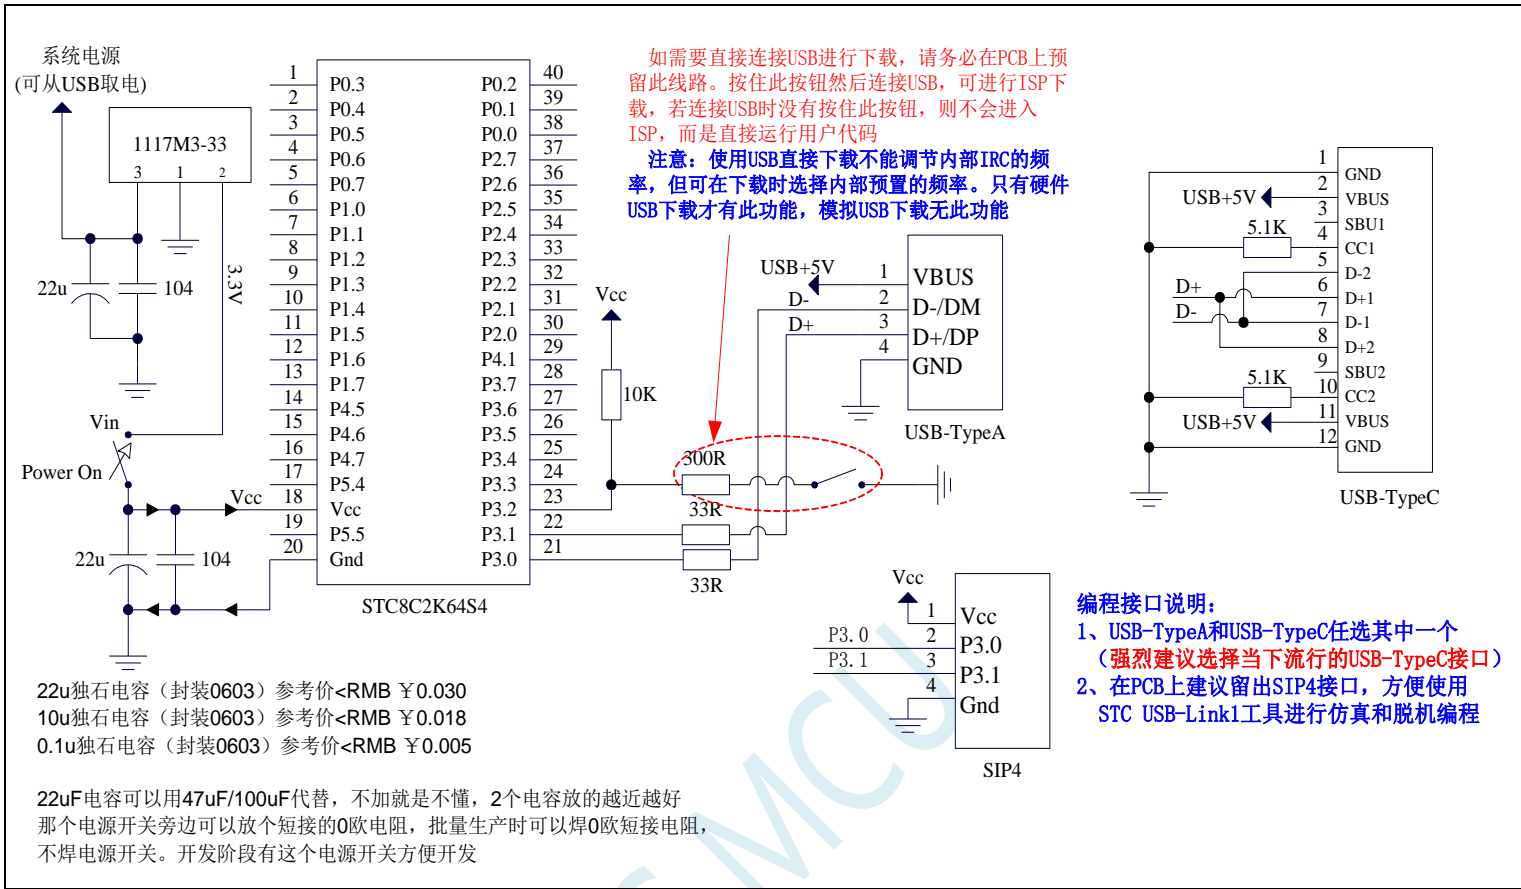 系统电源
(可从USB取电)
1117M3-33
3 1 2
3.3V
22u
104
Vin
Power On
Vcc
22u
104
1 P0.3 P0.2 40
2 P0.4 P0.1 39
3 P0.5 P0.0 38
4 P0.6 P2.7 37
5 P0.7 P2.6 36
6 P1.0 P2.5 35
7 P1.1 P2.4 34
8 P1.2 P2.3 33
9 P1.3 P2.2 32
10 P1.4 P2.1 31
11 P1.5 P2.0 30
12 P1.6 P4.1 29
13 P1.7 P3.7 28
14 P4.5 P3.6 27
15 P4.6 P3.5 26
16 P4.7 P3.4 25
17 P5.4 P3.3 24
18 Vcc P3.2 23
19 P5.5 P3.1 22
20 Gnd P3.0 21
STC8C2K64S4
如需要直接连接USB进行下载，请务必在PCB上预
留此线路。按住此按钮然后连接USB，可进行ISP下
载，若连接USB时没有按住此按钮，则不会进入
ISP，而是直接运行用户代码
注意：使用USB直接下载不能调节内部IRC的频
率，但可在下载时选择内部预置的频率。只有硬件
USB下载才有此功能，模拟USB下载无此功能
Vcc
10K
300R
33R
33R
USB+5V 1 VBUS
D- 2 D-/DM
D+ 3 D+/DP
4 GND
USB-TypeA
1 GND
USB+5V 2 VBUS
3 SBU1
5.1K 4 CC1
5 D-2
D+ 6 D+1
D- 7 D-1
8 D+2
9 SBU2
5.1K 10 CC2
USB+5V 11 VBUS
12 GND
USB-TypeC
Vcc 1 Vcc
P3.0 2 P3.0
P3.1 3 P3.1
4 Gnd
SIP4
编程接口说明：
1、USB-TypeA和USB-TypeC任选其中一个
（强烈建议选择当下流行的USB-TypeC接口）
2、在PCB上建议留出SIP4接口，方便使用
STC USB-Link1工具进行仿真和脱机编程
22u独石电容（封装0603）参考价<RMB ￥0.030
10u独石电容（封装0603）参考价<RMB ￥0.018
0.1u独石电容（封装0603）参考价<RMB ￥0.005
22uF电容可以用47uF/100uF代替，不加就是不懂，2个电容放的越近越好
那个电源开关旁边可以放个短接的0欧电阻，批量生产时可以焊0欧短接电阻，
不焊电源开关。开发阶段有这个电源开关方便开发
MCU